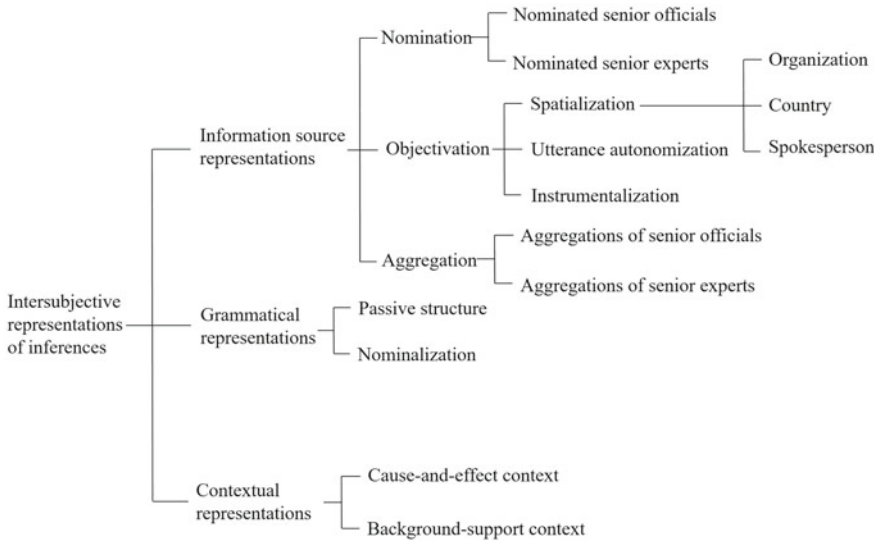 Nominated senior officials
Nomination
Nominated senior experts
Organization
Spatialization
Country
Information source
representations
Objectivation
Utterance autonomization
Spokesperson
Instrumentalization
Aggregations of senior officials
Aggregation
Aggregations of senior experts
Intersubjective
representations
of inferences
Grammatical
representations
Passive structure
Nominalization
Cause-and-effect context
Contextual
representations
Background-support context